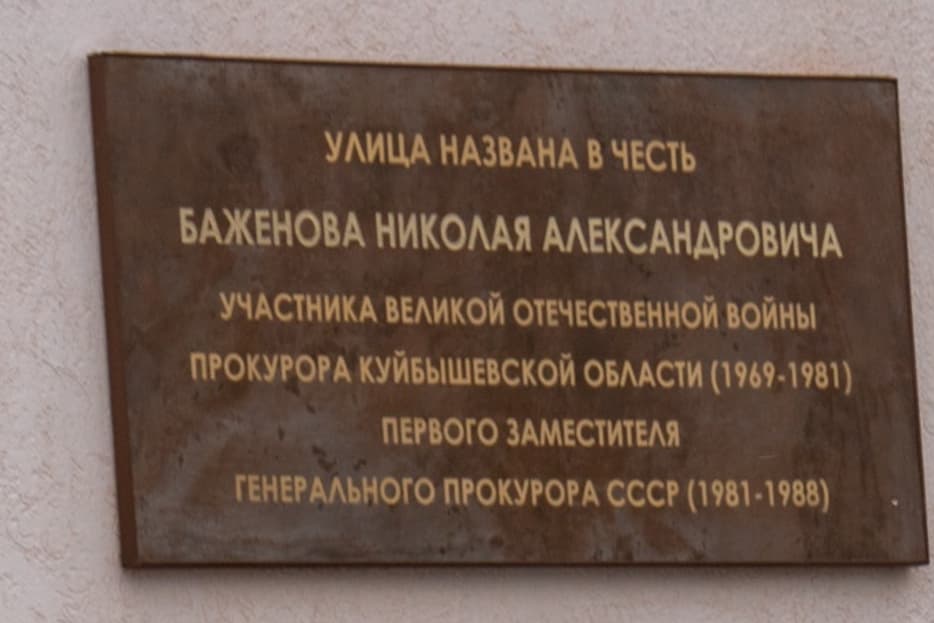 УЛИЦА НАЗВАНА В ЧЕСТЬ
БАЖЕНОВА НИКОЛАЯ АЛЕКСАНДРОВИЧА
УЧАСТНИКА ВЕЛИКОЙ ОТЕЧЕСТВЕННОЙ ВОЙНЫ
ПРОКУРОРА КУЙБЫШЕВСКОЙ ОБЛАСТИ (1969-1981)
ПЕРВОГО ЗАМЕСТИТЕЛЯ
ГЕНЕРАЛЬНОГО ПРОКУРОРА СССР (1981-1988)